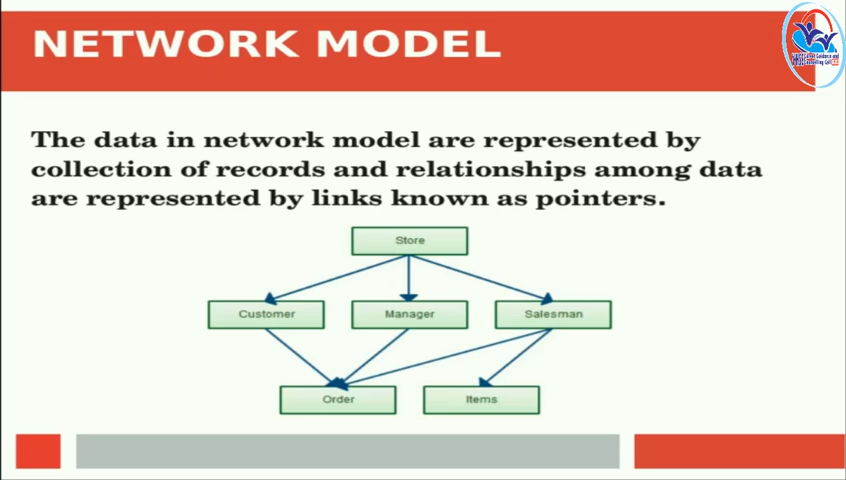 NETWORK MODEL
The data in network model are represented by
collection of records and relationships among data
are represented by links known as pointers.
Store
Customer
Manager
Salesman
Order
Items